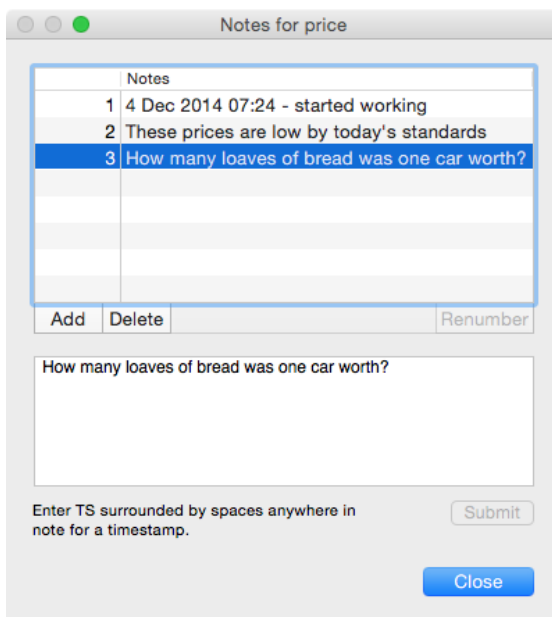 Notes for price
Notes
1 4 Dec 2014 07:24 - started working
2 These prices are low by today's standards
3 How many loaves of bread was one car worth?
Add Delete Renumber
How many loaves of bread was one car worth?
Enter TS surrounded by spaces anywhere in
note for a timestamp.
Submit
Close